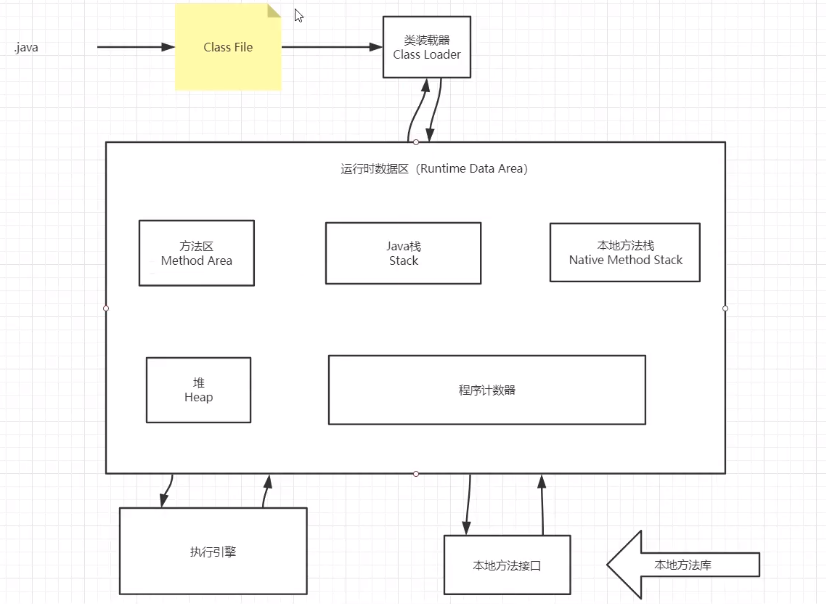 .java
Class File
类装载器
Class Loader
运行时数据区（Runtime Data Area）
方法区
Method Area
Java栈
Stack
本地方法栈
Native Method Stack
堆
Heap
程序计数器
执行引擎
本地方法接口
本地方法库